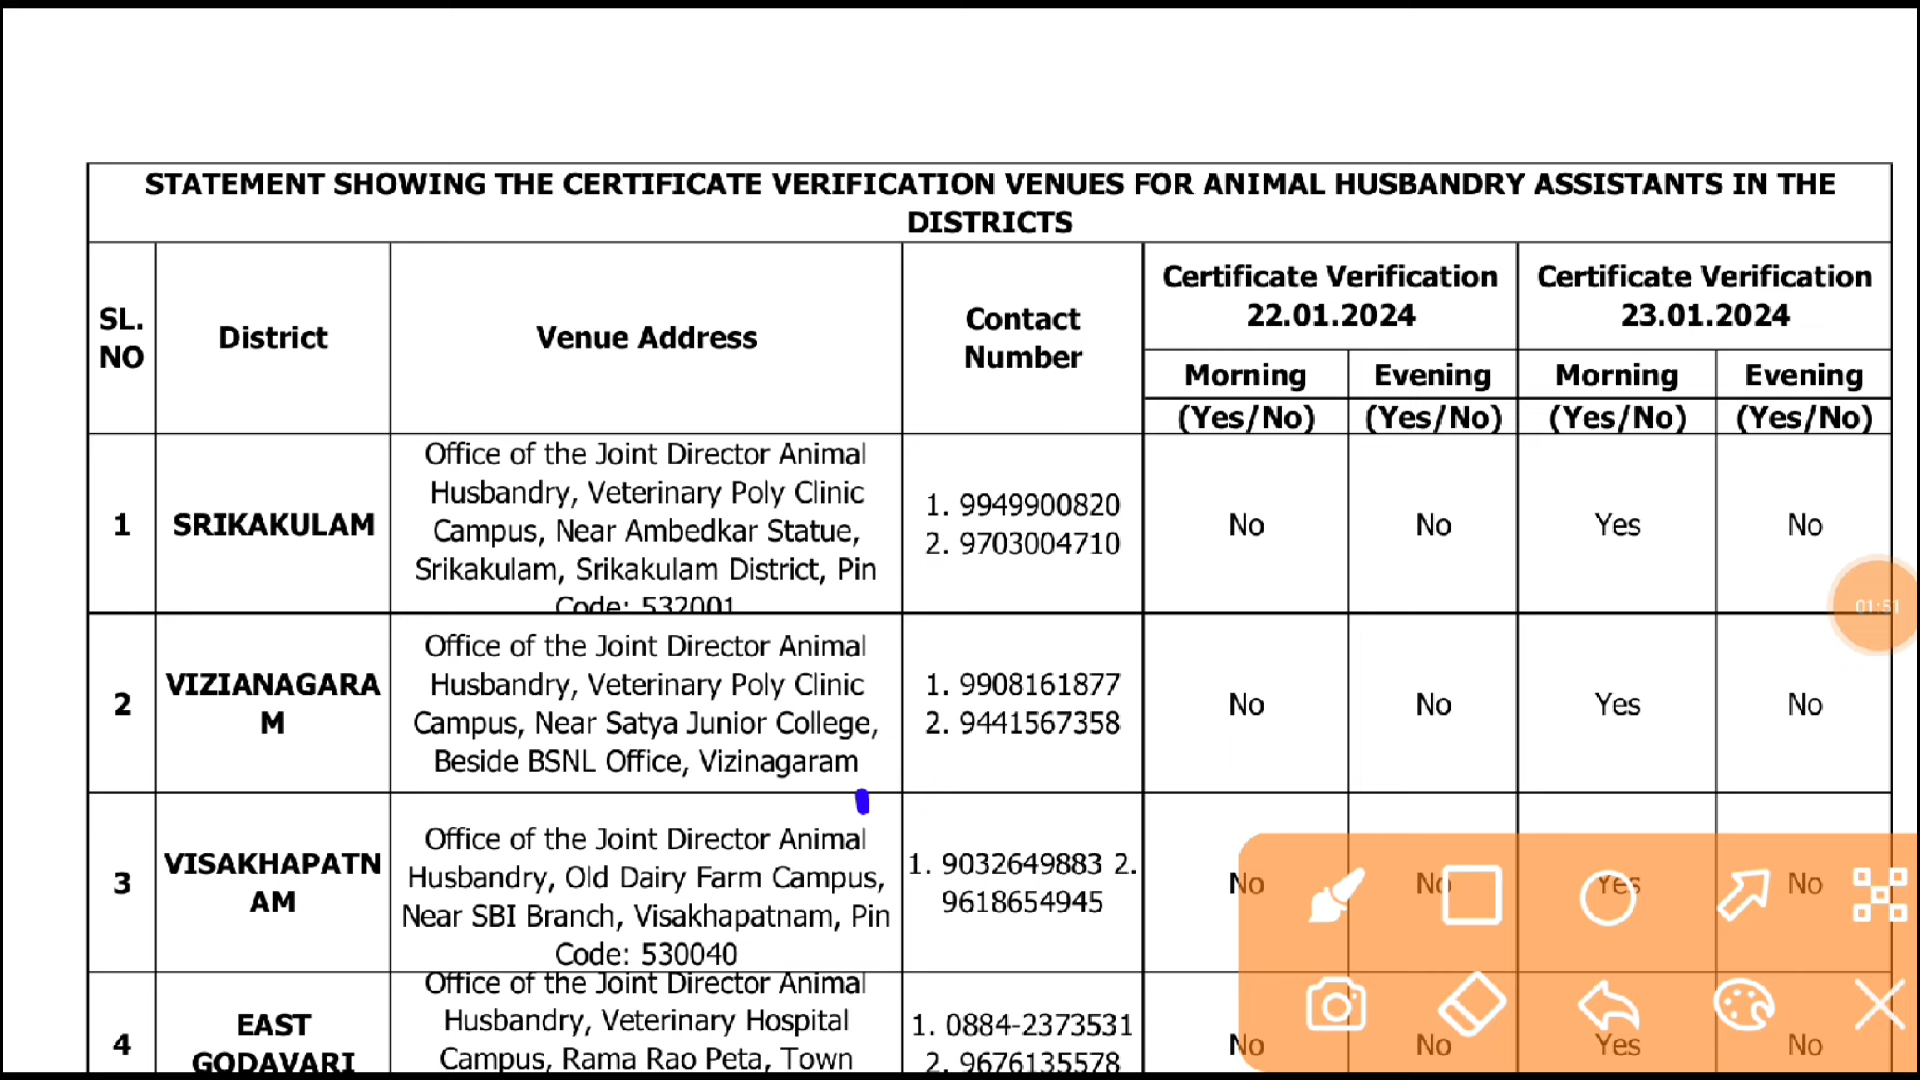 STATEMENT SHOWING THE CERTIFICATE VERIFICATION VENUES FOR ANIMAL HUSBANDRY ASSISTANTS IN THE
DISTRICTS
SL.
NO
District
Venue Address
Contact
Number
Certificate Verification
22.01.2024
Certificate Verification
23.01.2024
Morning
Evening
Morning
Evening
(Yes/No)
(Yes/No)
(Yes/No)
(Yes/No)
1
SRIKAKULAM
Office of the Joint Director Animal
Husbandry, Veterinary Poly Clinic
Campus, Near Ambedkar Statue,
Srikakulam, Srikakulam District, Pin
Code: 532001
1. 9949900820
2. 9703004710
No
No
Yes
No
01:51
2
VIZIANAGARA
M
Office of the Joint Director Animal
Husbandry, Veterinary Poly Clinic
Campus, Near Satya Junior College,
Beside BSNL Office, Vizinagaram
1. 9908161877
2. 9441567358
No
No
Yes
No
3
VISAKHAPATN
AM
Office of the Joint Director Animal
Husbandry, Old Dairy Farm Campus,
Near SBI Branch, Visakhapatnam, Pin
Code: 530040
1. 9032649883 2.
9618654945
No
No
Yes
No
4
EAST
GODAVARI
Office of the Joint Director Animal
Husbandry, Veterinary Hospital
Campus, Rama Rao Peta, Town
1. 0884-2373531
2. 9676135578
No
No
Yes
No